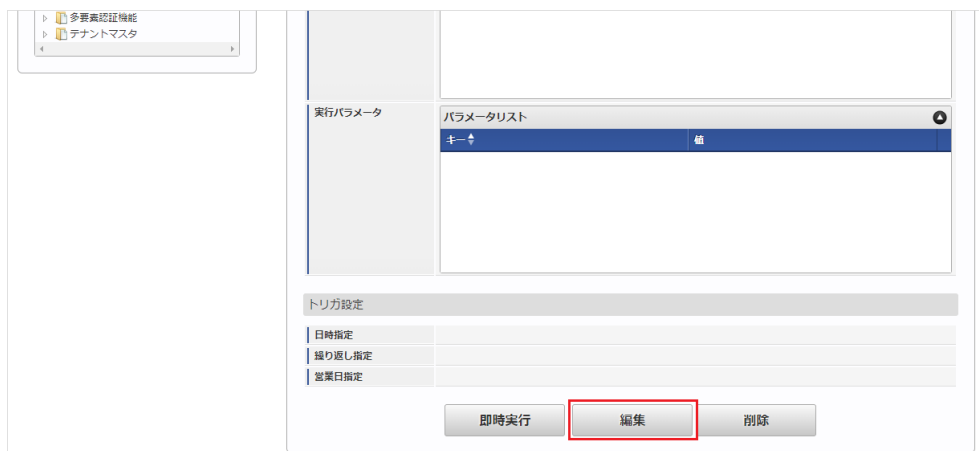 多要素認証機能
テナントマスタ
実行パラメータ
パラメータリスト
キー
値
トリガ設定
日時指定
繰り返し指定
営業日指定
即時実行
編集
削除